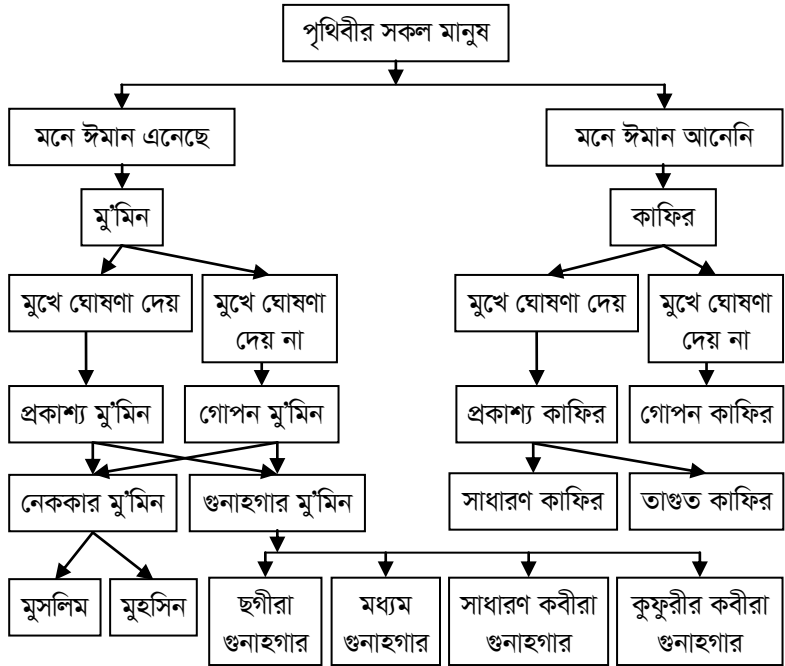 পৃথিবীর সকল মানুষ
মনে ঈমান এনেছে
মনে ঈমান আনেনি
মু’মিন
কাফির
মুখে ঘোষণা দেয়
মুখে ঘোষণা
দেয় না
মুখে ঘোষণা দেয়
মুখে ঘোষণা
দেয় না
প্রকাশ্য মু’মিন
গোপন মু’মিন
প্রকাশ্য কাফির
গোপন কাফির
নেককার মু’মিন
গুনাহগার মু’মিন
সাধারণ কাফির
তাগুত কাফির
মুসলিম
মুহসিন
ছগীরা
গুনাহগার
মধ্যম
গুনাহগার
সাধারণ কবীরা
গুনাহগার
কুফুরীর কবীরা
গুনাহগার